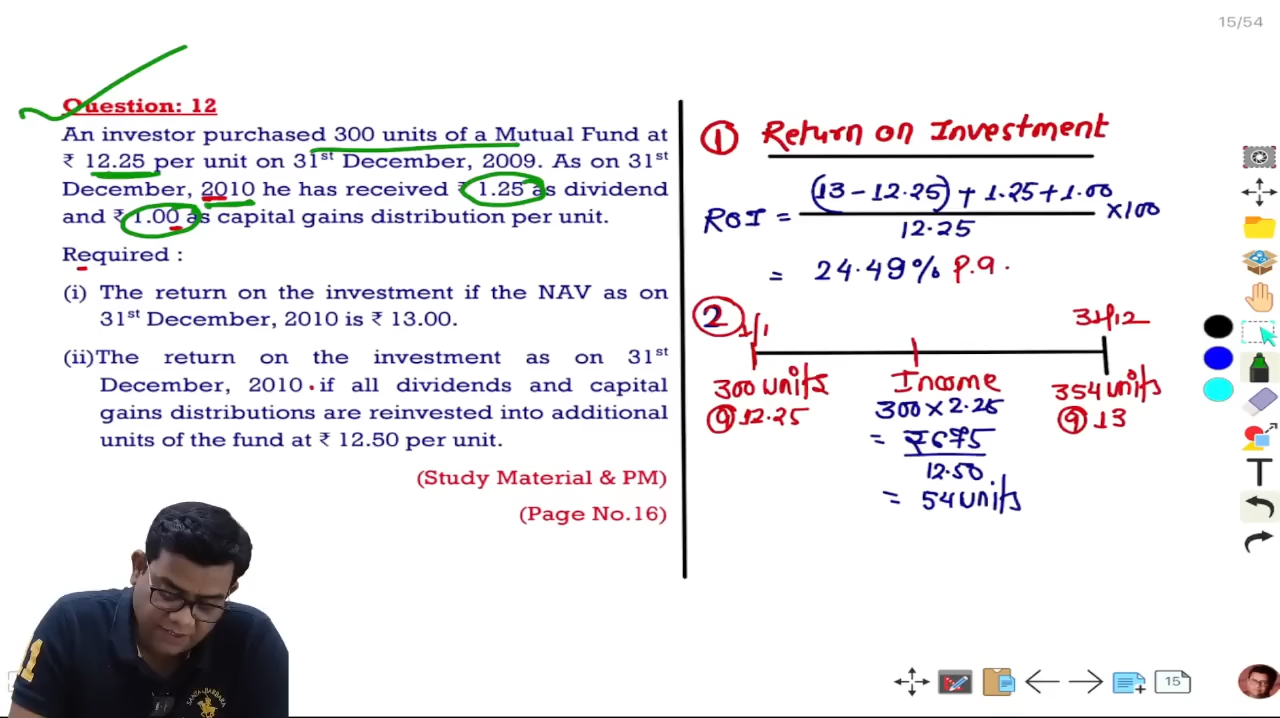 15/54
Question: 12
An investor purchased 300 units of a Mutual Fund at
₹ 12.25 per unit on 31st December, 2009. As on 31st
December, 2010 he has received ₹ 1.25 as dividend
and ₹ 1.00 as capital gains distribution per unit.
Required :
(i) The return on the investment if the NAV as on
31st December, 2010 is ₹ 13.00.
(ii)The return on the investment as on 31st
December, 2010 if all dividends and capital
gains distributions are reinvested into additional
units of the fund at ₹ 12.50 per unit.
(Study Material & PM)
(Page No.16)
① Return on Investment
ROI = (13 - 12.25) + 1.25 + 1.00 ×100
12.25
= 24.49% P.a.
②
1/1
31/12
300 units Income 354 units
@ 12.25 300 × 2.25 @ 13
= ₹675
12.50
= 54 units
T
15